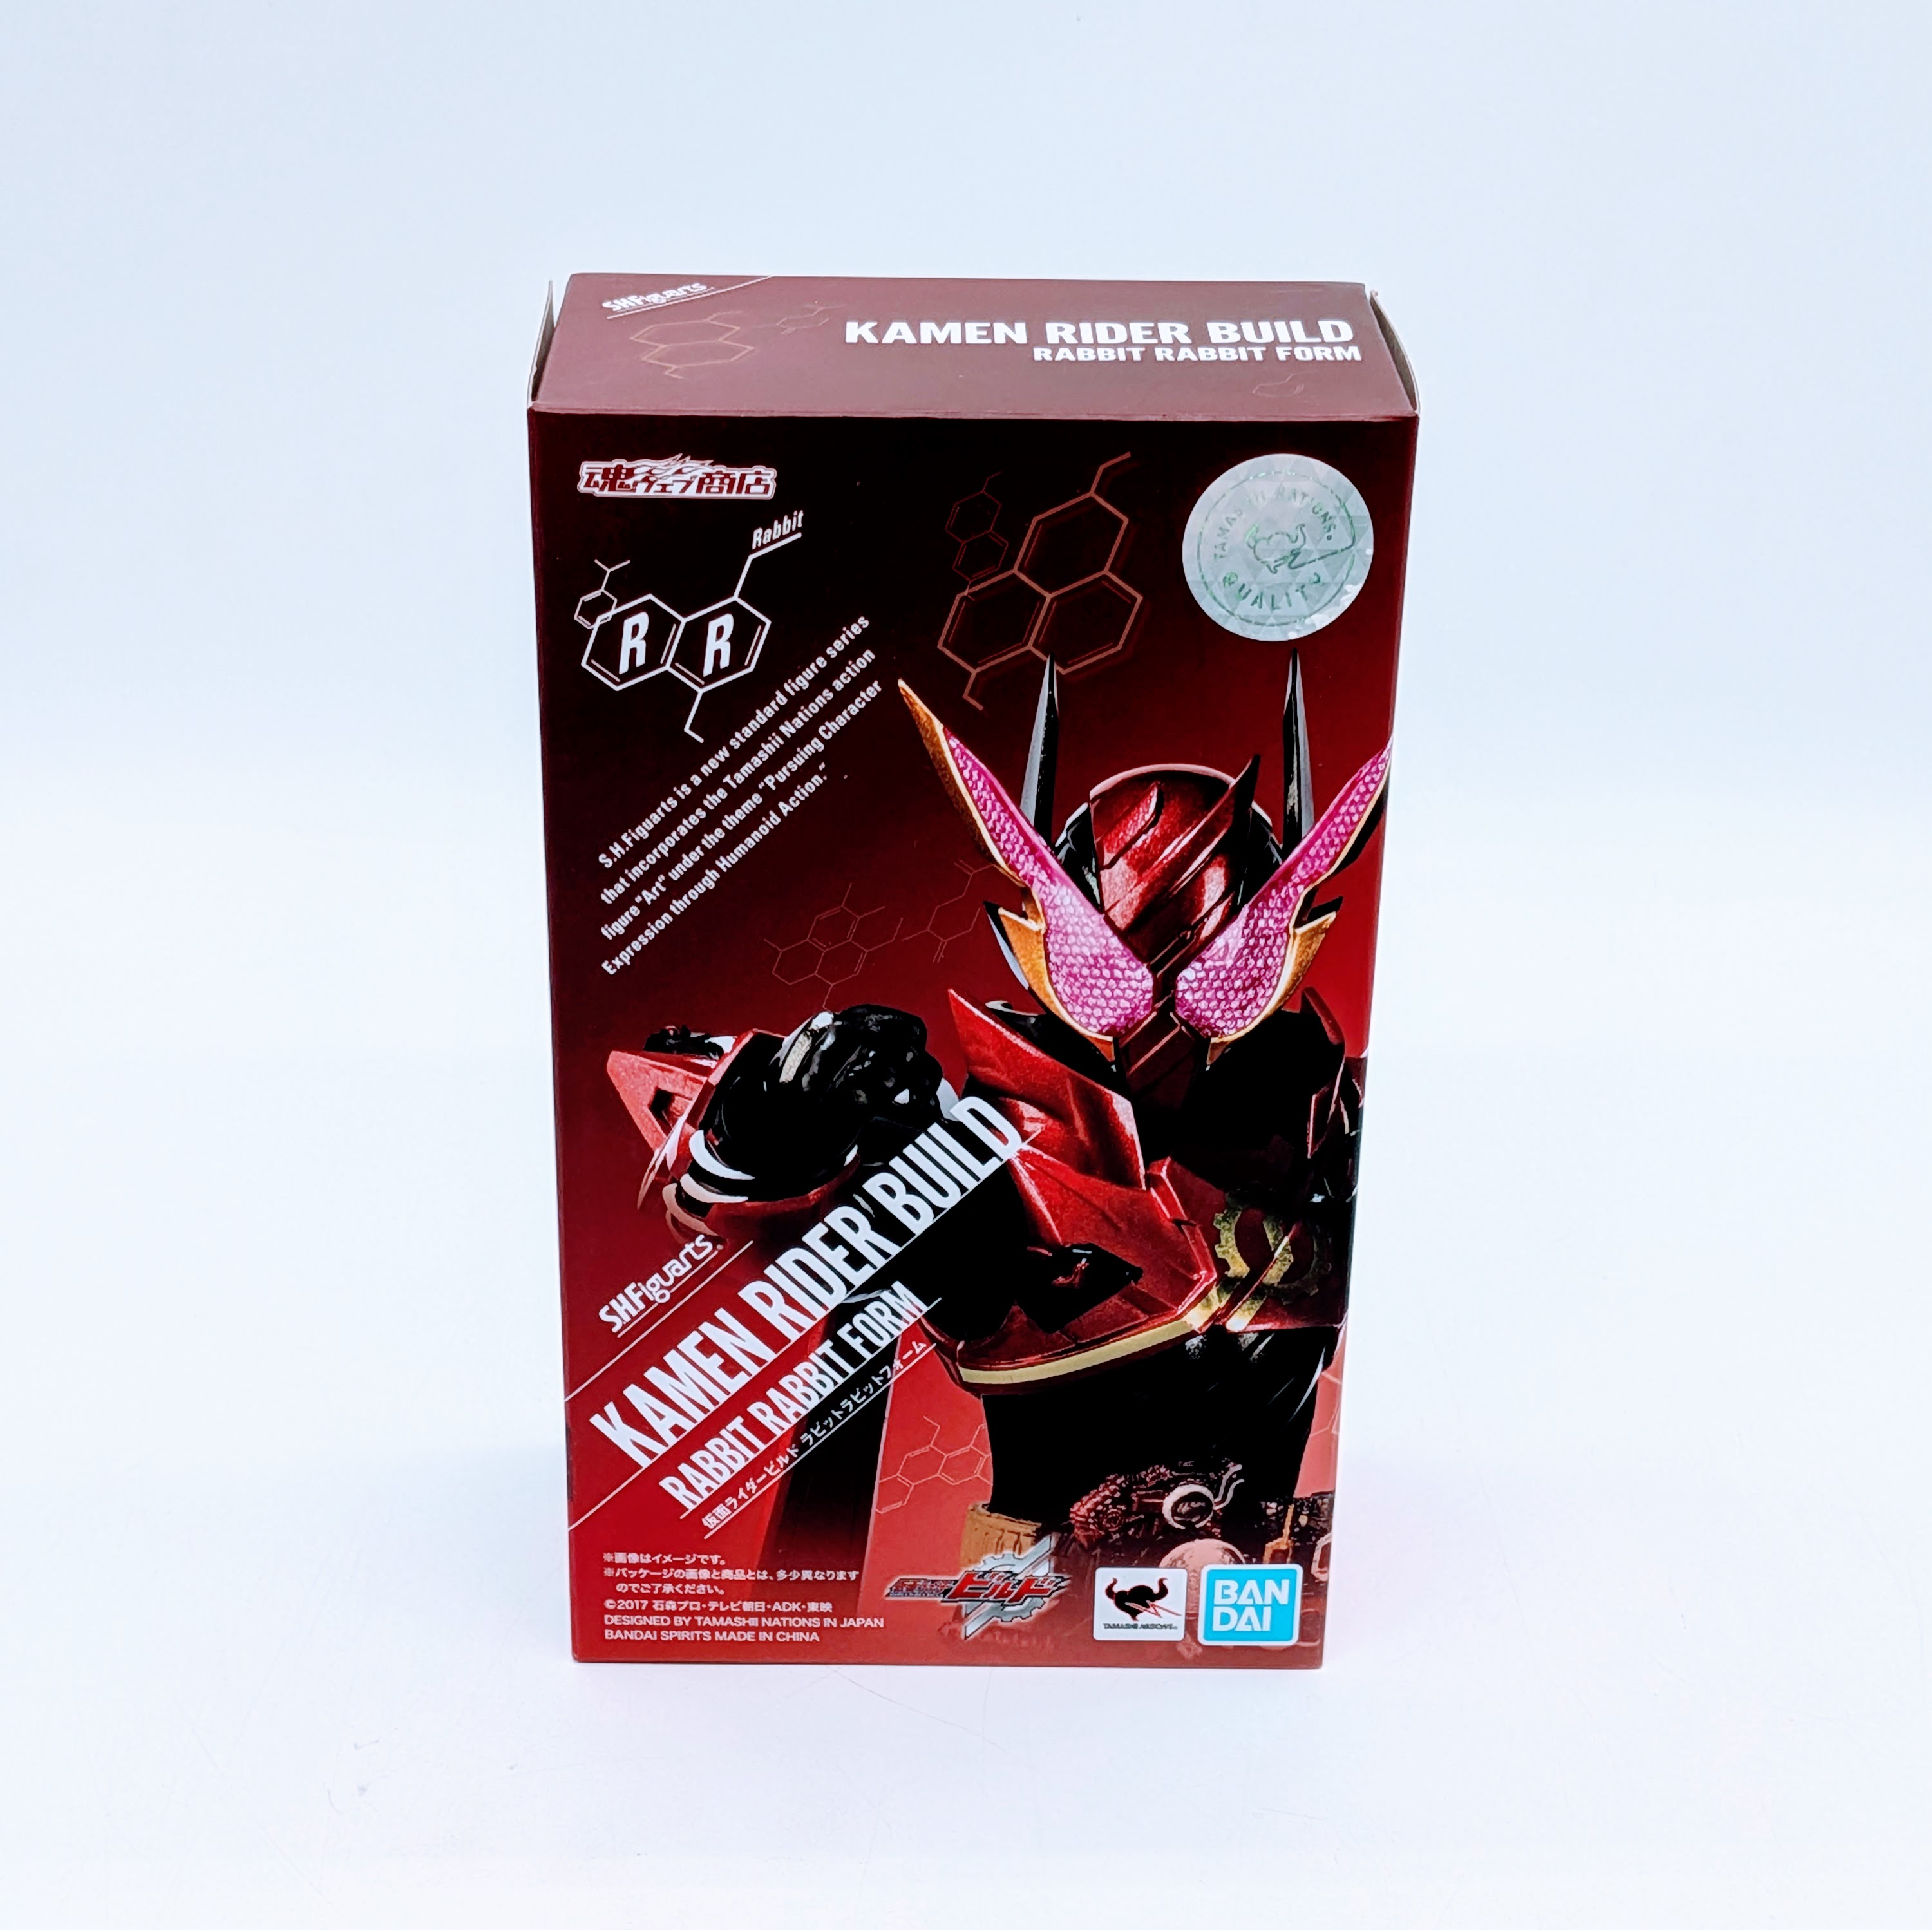 S.H.Figuarts
KAMEN RIDER BUILD
RABBIT RABBIT FORM
魂ウェブ商店
Rabbit
R R
TAMASHII NATIONS.
QUALITY
S.H.Figuarts is a new standard figure series
that incorporates the Tamashii Nations action
figure "Art" under the theme "Pursuing Character
Expression through Humanoid Action."
S.H.Figuarts
KAMEN RIDER BUILD
RABBIT RABBIT FORM
仮面ライダービルド ラビットラビットフォーム
※画像はイメージです。
※パッケージの画像と商品とは、多少異なります
のでご了承ください。
©2017 石森プロ・テレビ朝日・ADK・東映
DESIGNED BY TAMASHII NATIONS IN JAPAN
BANDAI SPIRITS MADE IN CHINA
ビルド
TAMASHII NATIONS
BAN
DAI